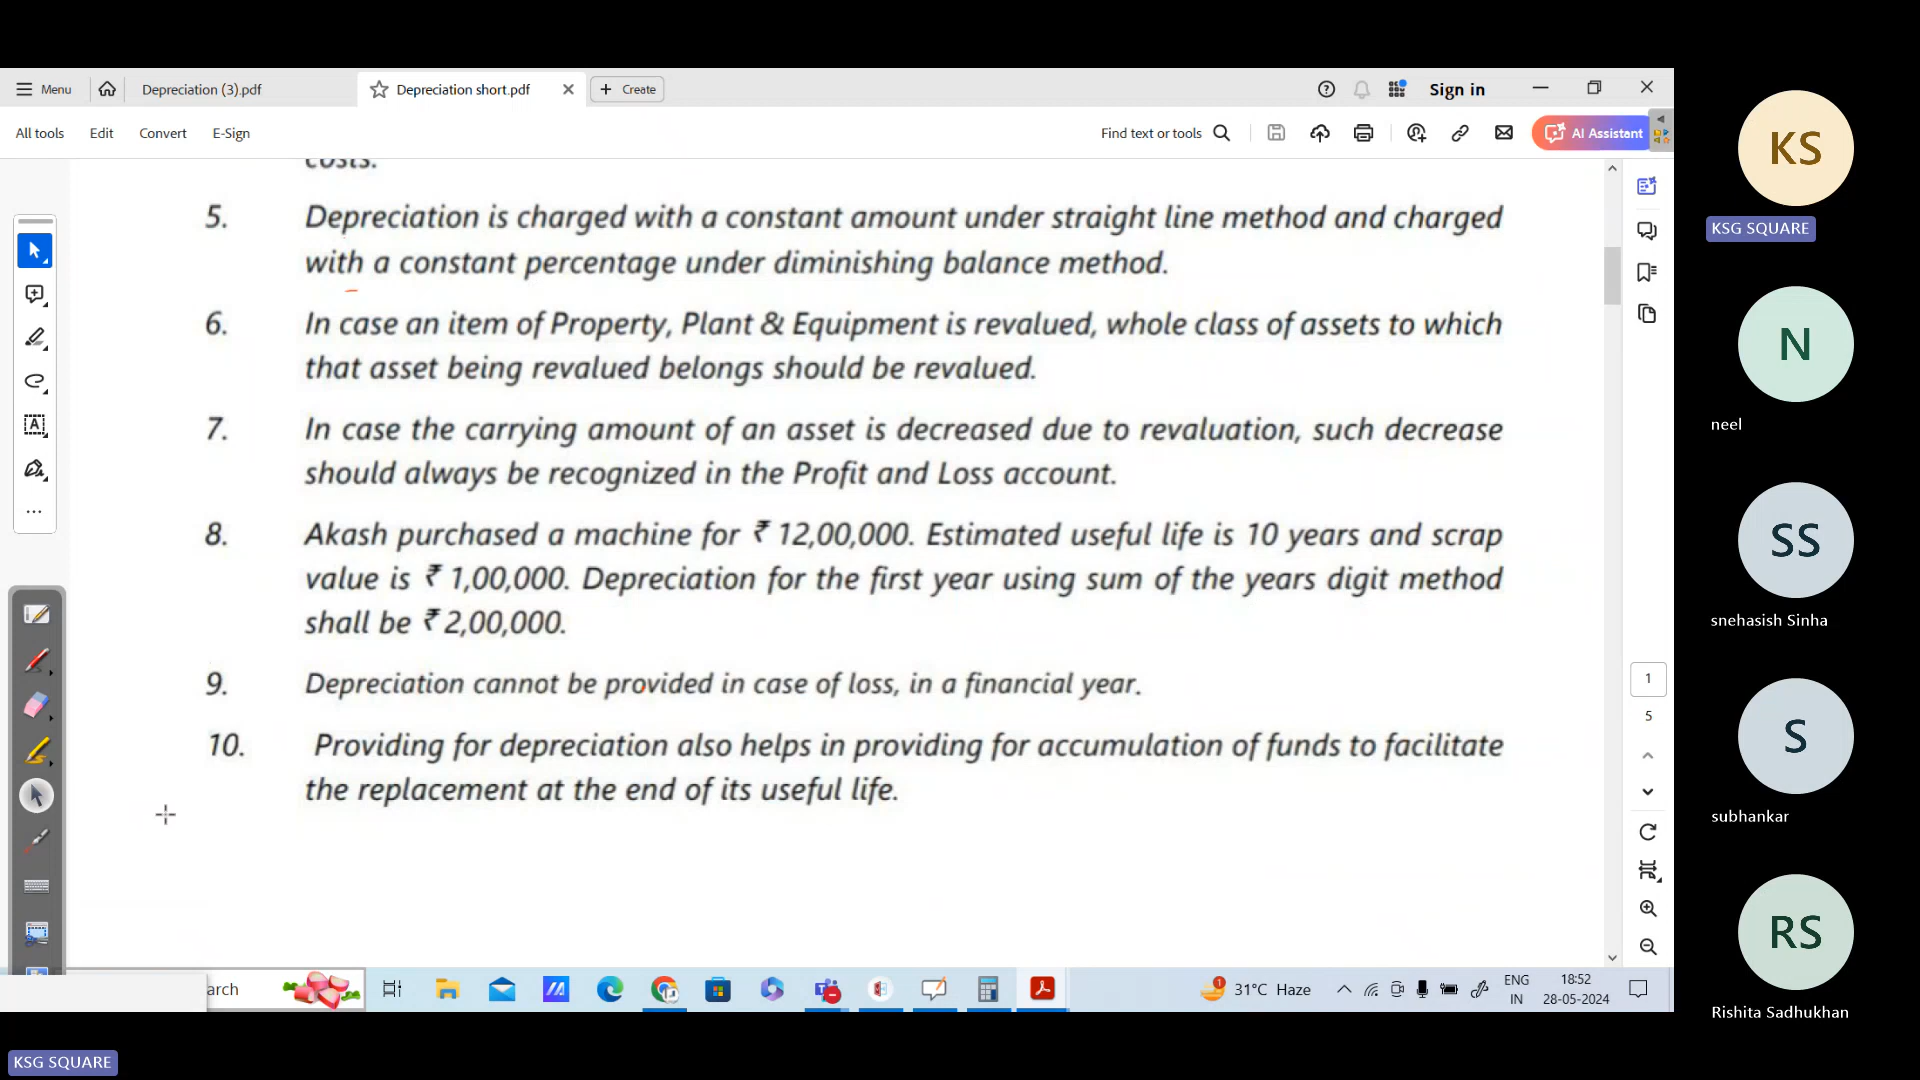 Menu
Depreciation (3).pdf
Depreciation short.pdf
Create
Sign in
All tools
Edit
Convert
E-Sign
Find text or tools
AI Assistant
costs.
5. Depreciation is charged with a constant amount under straight line method and charged
with a constant percentage under diminishing balance method.
6. In case an item of Property, Plant & Equipment is revalued, whole class of assets to which
that asset being revalued belongs should be revalued.
7. In case the carrying amount of an asset is decreased due to revaluation, such decrease
should always be recognized in the Profit and Loss account.
8. Akash purchased a machine for ₹ 12,00,000. Estimated useful life is 10 years and scrap
value is ₹ 1,00,000. Depreciation for the first year using sum of the years digit method
shall be ₹ 2,00,000.
9. Depreciation cannot be provided in case of loss, in a financial year.
10. Providing for depreciation also helps in providing for accumulation of funds to facilitate
the replacement at the end of its useful life.
1
5
arch
1
31°C Haze
ENG
IN
18:52
28-05-2024
KS
KSG SQUARE
N
neel
SS
snehasish Sinha
S
subhankar
RS
Rishita Sadhukhan
KSG SQUARE